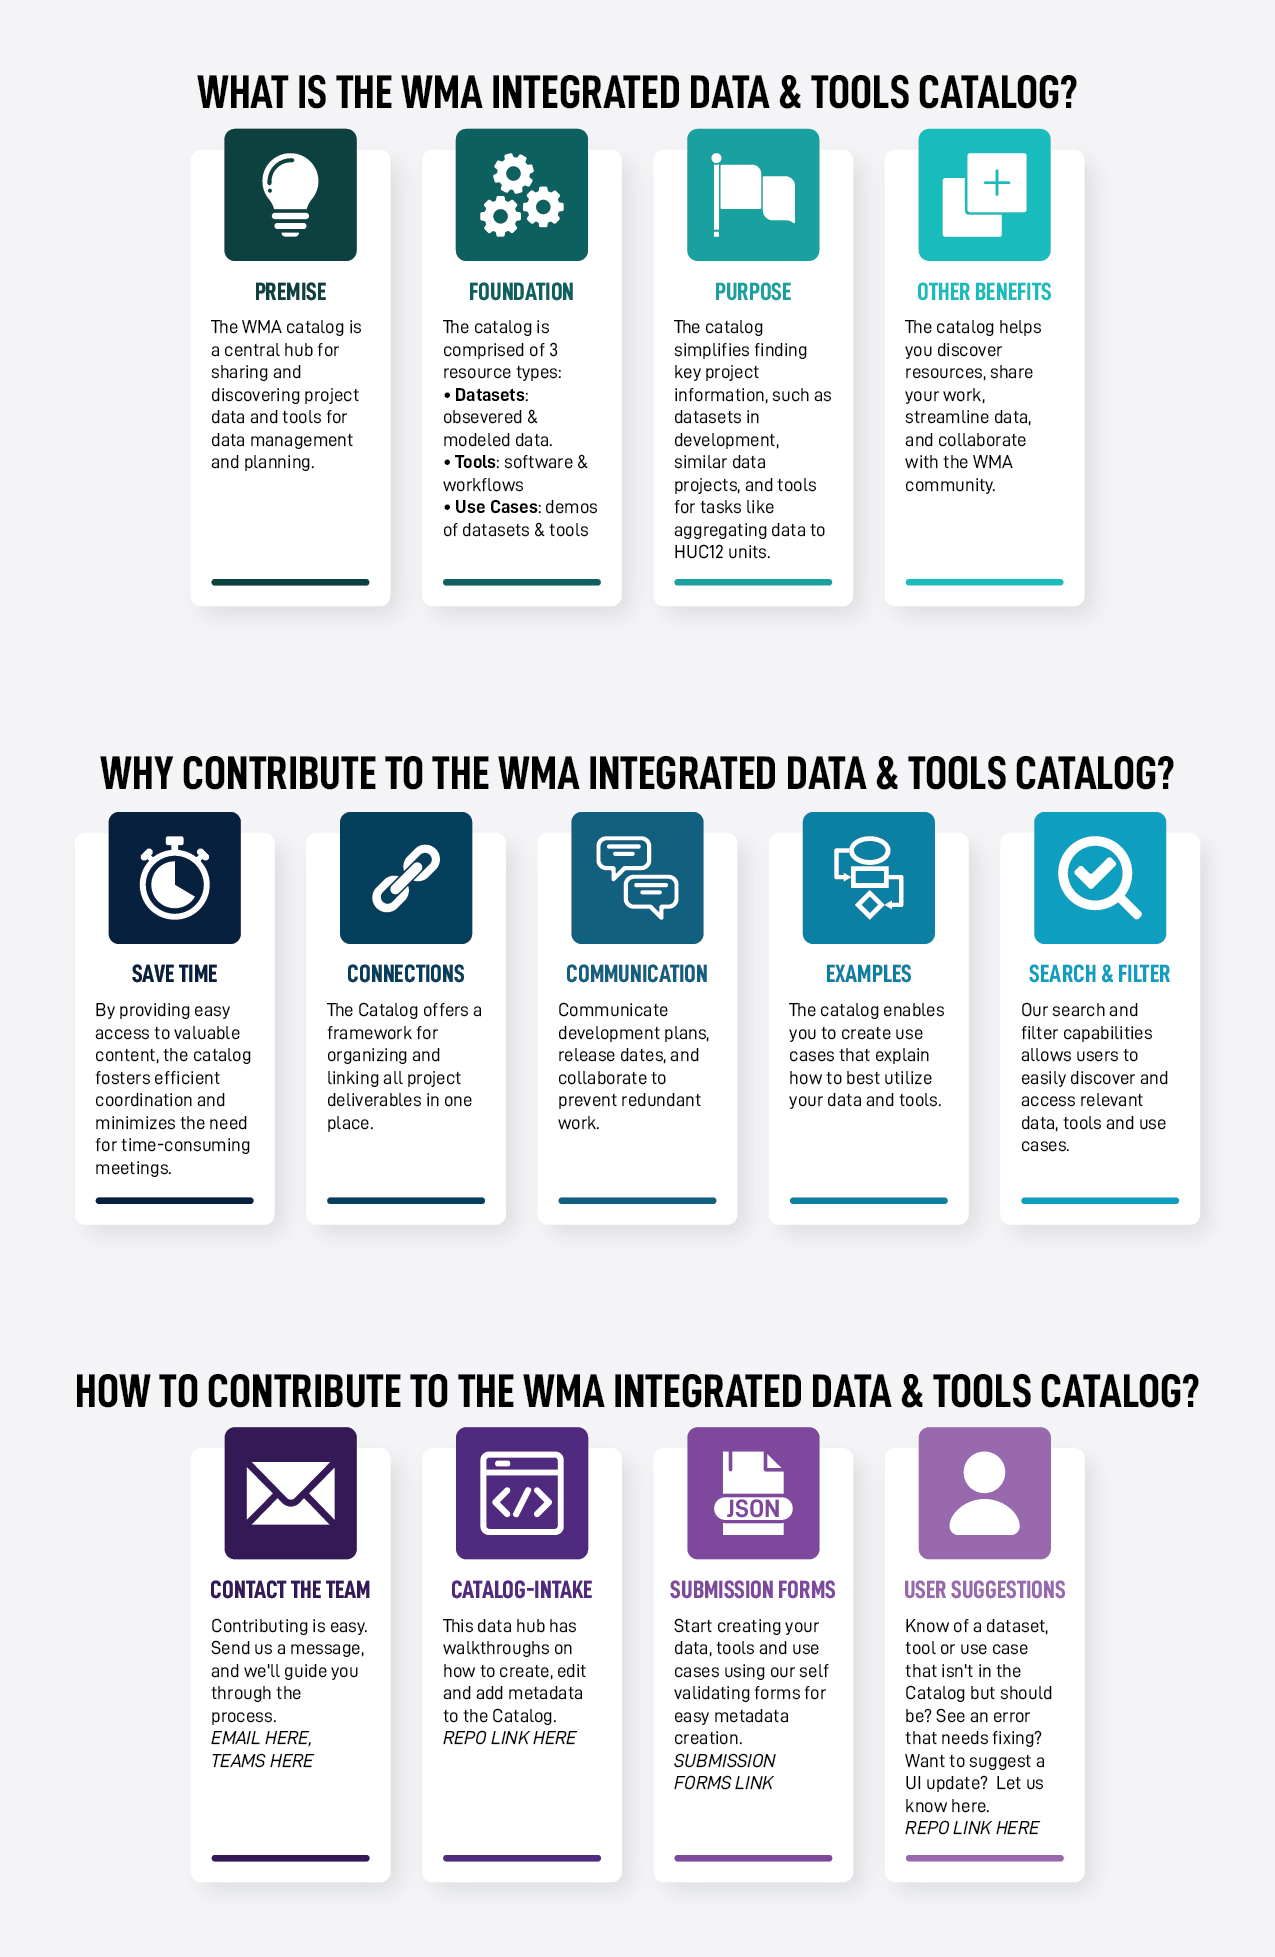 WHAT IS THE WMA INTEGRATED DATA & TOOLS CATALOG?
PREMISE
The WMA catalog is
a central hub for
sharing and
discovering project
data and tools for
data management
and planning.
FOUNDATION
The catalog is
comprised of 3
resource types:
• Datasets:
obsevered &
modeled data.
• Tools: software &
workflows
• Use Cases: demos
of datasets & tools
PURPOSE
The catalog
simplifies finding
key project
information, such as
datasets in
development,
similar data
projects, and tools
for tasks like
aggregating data to
HUC12 units.
OTHER BENEFITS
The catalog helps
you discover
resources, share
your work,
streamline data,
and collaborate
with the WMA
community.
WHY CONTRIBUTE TO THE WMA INTEGRATED DATA & TOOLS CATALOG?
SAVE TIME
By providing easy
access to valuable
content, the catalog
fosters efficient
coordination and
minimizes the need
for time-consuming
meetings.
CONNECTIONS
The Catalog offers a
framework for
organizing and
linking all project
deliverables in one
place.
COMMUNICATION
Communicate
development plans,
release dates, and
collaborate to
prevent redundant
work.
EXAMPLES
The catalog enables
you to create use
cases that explain
how to best utilize
your data and tools.
SEARCH & FILTER
Our search and
filter capabilities
allows users to
easily discover and
access relevant
data, tools and use
cases.
HOW TO CONTRIBUTE TO THE WMA INTEGRATED DATA & TOOLS CATALOG?
CONTACT THE TEAM
Contributing is easy.
Send us a message,
and we'll guide you
through the
process.
EMAIL HERE,
TEAMS HERE
CATALOG-INTAKE
This data hub has
walkthroughs on
how to create, edit
and add metadata
to the Catalog.
REPO LINK HERE
JSON
SUBMISSION FORMS
Start creating your
data, tools and use
cases using our self
validating forms for
easy metadata
creation.
SUBMISSION
FORMS LINK
USER SUGGESTIONS
Know of a dataset,
tool or use case
that isn't in the
Catalog but should
be? See an error
that needs fixing?
Want to suggest a
UI update?  Let us
know here.
REPO LINK HERE